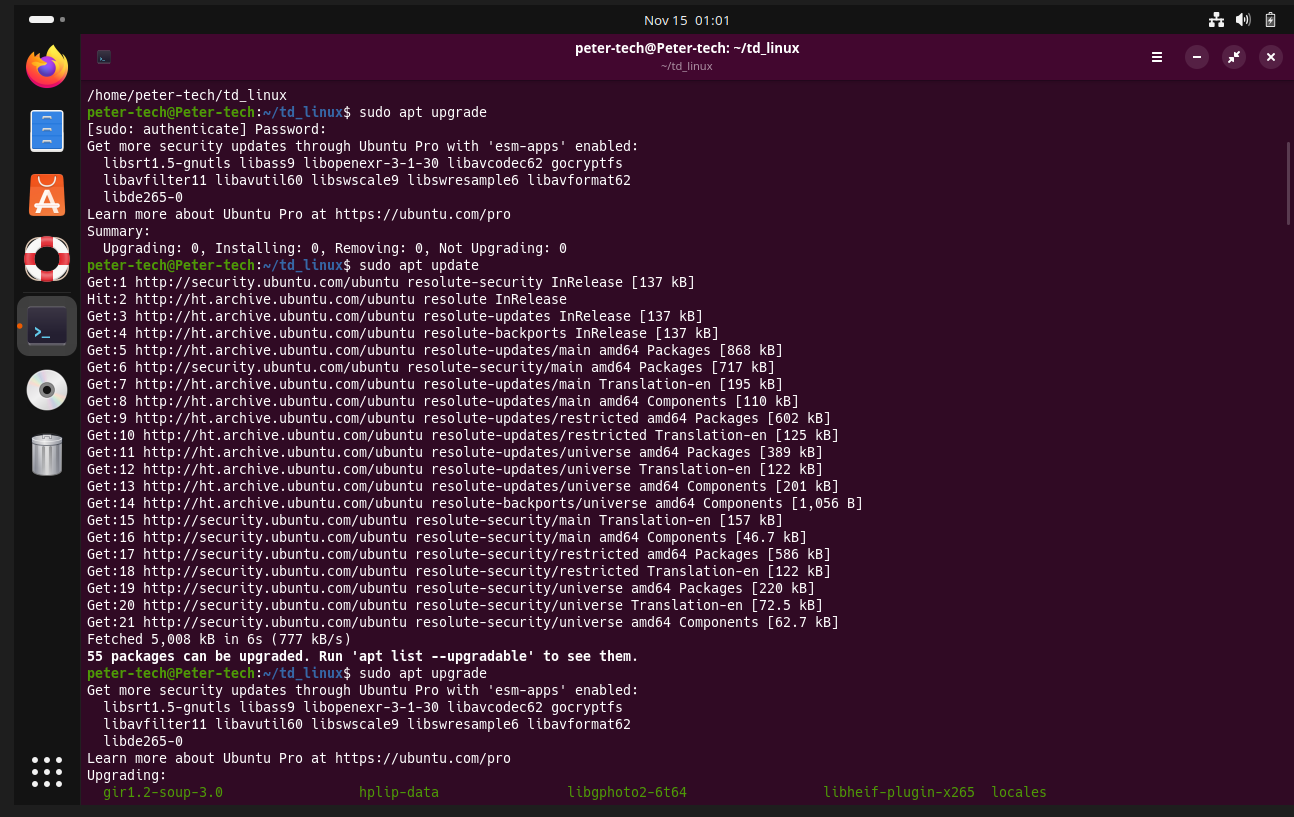 Nov 15 01:01
peter-tech@Peter-tech: ~/td_linux
~/td_linux
/home/peter-tech/td_linux
peter-tech@Peter-tech:~/td_linux$ sudo apt upgrade
[sudo: authenticate] Password:
Get more security updates through Ubuntu Pro with 'esm-apps' enabled:
  libsrt1.5-gnutls libass9 libopenexr-3-1-30 libavcodec62 gocryptfs
  libavfilter11 libavutil60 libswscale9 libswresample6 libavformat62
  libde265-0
Learn more about Ubuntu Pro at https://ubuntu.com/pro
Summary:
  Upgrading: 0, Installing: 0, Removing: 0, Not Upgrading: 0
peter-tech@Peter-tech:~/td_linux$ sudo apt update
Get:1 http://security.ubuntu.com/ubuntu resolute-security InRelease [137 kB]
Hit:2 http://ht.archive.ubuntu.com/ubuntu resolute InRelease
Get:3 http://ht.archive.ubuntu.com/ubuntu resolute-updates InRelease [137 kB]
Get:4 http://ht.archive.ubuntu.com/ubuntu resolute-backports InRelease [137 kB]
Get:5 http://ht.archive.ubuntu.com/ubuntu resolute-updates/main amd64 Packages [868 kB]
Get:6 http://security.ubuntu.com/ubuntu resolute-security/main amd64 Packages [717 kB]
Get:7 http://ht.archive.ubuntu.com/ubuntu resolute-updates/main Translation-en [195 kB]
Get:8 http://ht.archive.ubuntu.com/ubuntu resolute-updates/main amd64 Components [110 kB]
Get:9 http://ht.archive.ubuntu.com/ubuntu resolute-updates/restricted amd64 Packages [602 kB]
Get:10 http://ht.archive.ubuntu.com/ubuntu resolute-updates/restricted Translation-en [125 kB]
Get:11 http://ht.archive.ubuntu.com/ubuntu resolute-updates/universe amd64 Packages [389 kB]
Get:12 http://ht.archive.ubuntu.com/ubuntu resolute-updates/universe Translation-en [122 kB]
Get:13 http://ht.archive.ubuntu.com/ubuntu resolute-updates/universe amd64 Components [201 kB]
Get:14 http://ht.archive.ubuntu.com/ubuntu resolute-backports/universe amd64 Components [1,056 B]
Get:15 http://security.ubuntu.com/ubuntu resolute-security/main Translation-en [157 kB]
Get:16 http://security.ubuntu.com/ubuntu resolute-security/main amd64 Components [46.7 kB]
Get:17 http://security.ubuntu.com/ubuntu resolute-security/restricted amd64 Packages [586 kB]
Get:18 http://security.ubuntu.com/ubuntu resolute-security/restricted Translation-en [122 kB]
Get:19 http://security.ubuntu.com/ubuntu resolute-security/universe amd64 Packages [220 kB]
Get:20 http://security.ubuntu.com/ubuntu resolute-security/universe Translation-en [72.5 kB]
Get:21 http://security.ubuntu.com/ubuntu resolute-security/universe amd64 Components [62.7 kB]
Fetched 5,008 kB in 6s (777 kB/s)
55 packages can be upgraded. Run 'apt list --upgradable' to see them.
peter-tech@Peter-tech:~/td_linux$ sudo apt upgrade
Get more security updates through Ubuntu Pro with 'esm-apps' enabled:
  libsrt1.5-gnutls libass9 libopenexr-3-1-30 libavcodec62 gocryptfs
  libavfilter11 libavutil60 libswscale9 libswresample6 libavformat62
  libde265-0
Learn more about Ubuntu Pro at https://ubuntu.com/pro
Upgrading:
  gir1.2-soup-3.0                 hplip-data                libgphoto2-6t64                 libheif-plugin-x265  locales